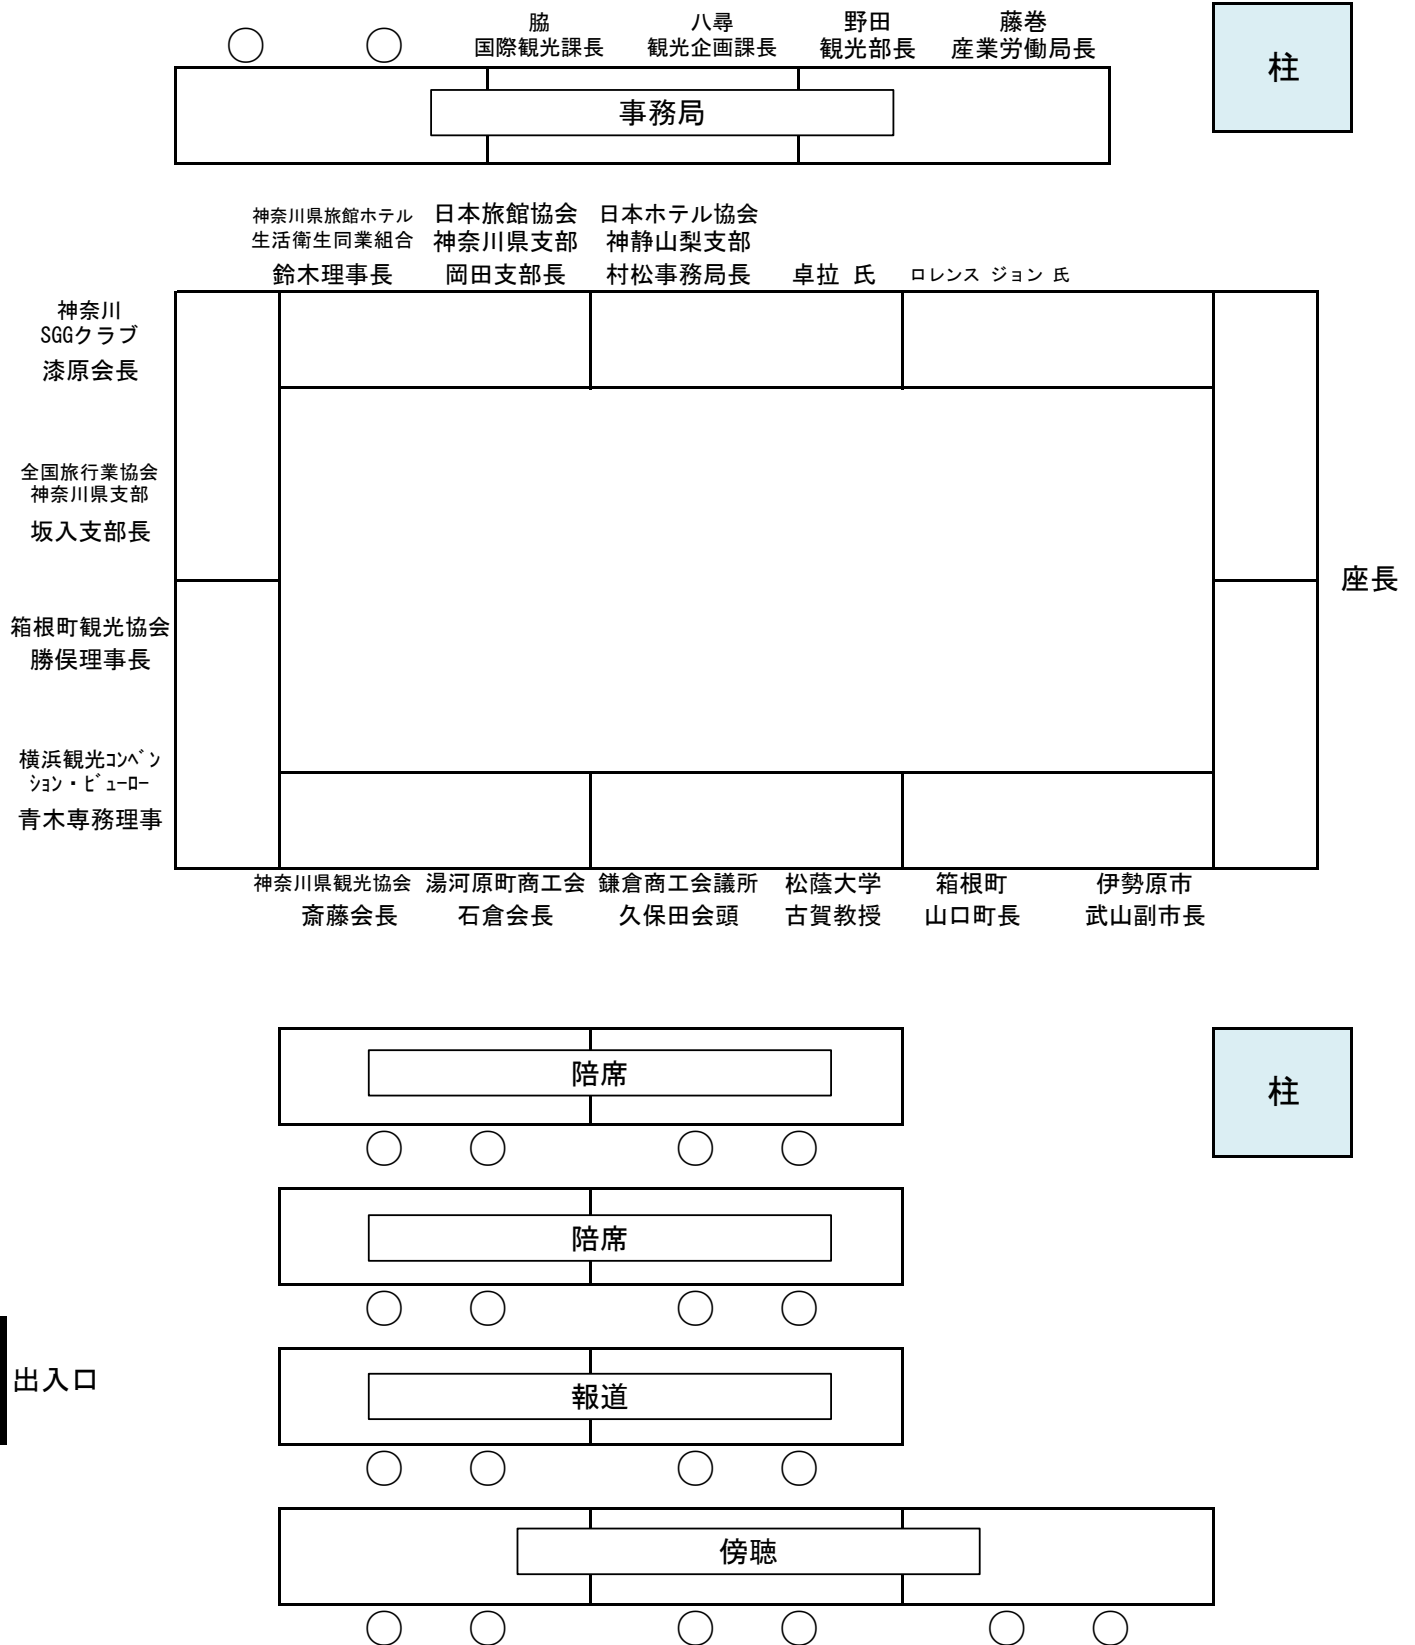 脇
国際観光課長
八尋
観光企画課長
野田
観光部長
藤巻
産業労働局長
柱
事務局
神奈川県旅館ホテル
生活衛生同業組合
鈴木理事長
日本旅館協会
神奈川県支部
岡田支部長
日本ホテル協会
神静山梨支部
村松事務局長
卓拉 氏
ロレンス ジョン 氏
神奈川
SGGクラブ
漆原会長
全国旅行業協会
神奈川県支部
坂入支部長
箱根町観光協会
勝俣理事長
横浜観光ｺﾝﾍﾞﾝ
ｼｮﾝ・ﾋﾞｭｰﾛｰ
青木専務理事
座長
神奈川県観光協会
斎藤会長
湯河原町商工会
石倉会長
鎌倉商工会議所
久保田会頭
松蔭大学
古賀教授
箱根町
山口町長
伊勢原市
武山副市長
陪席
柱
陪席
出入口
報道
傍聴